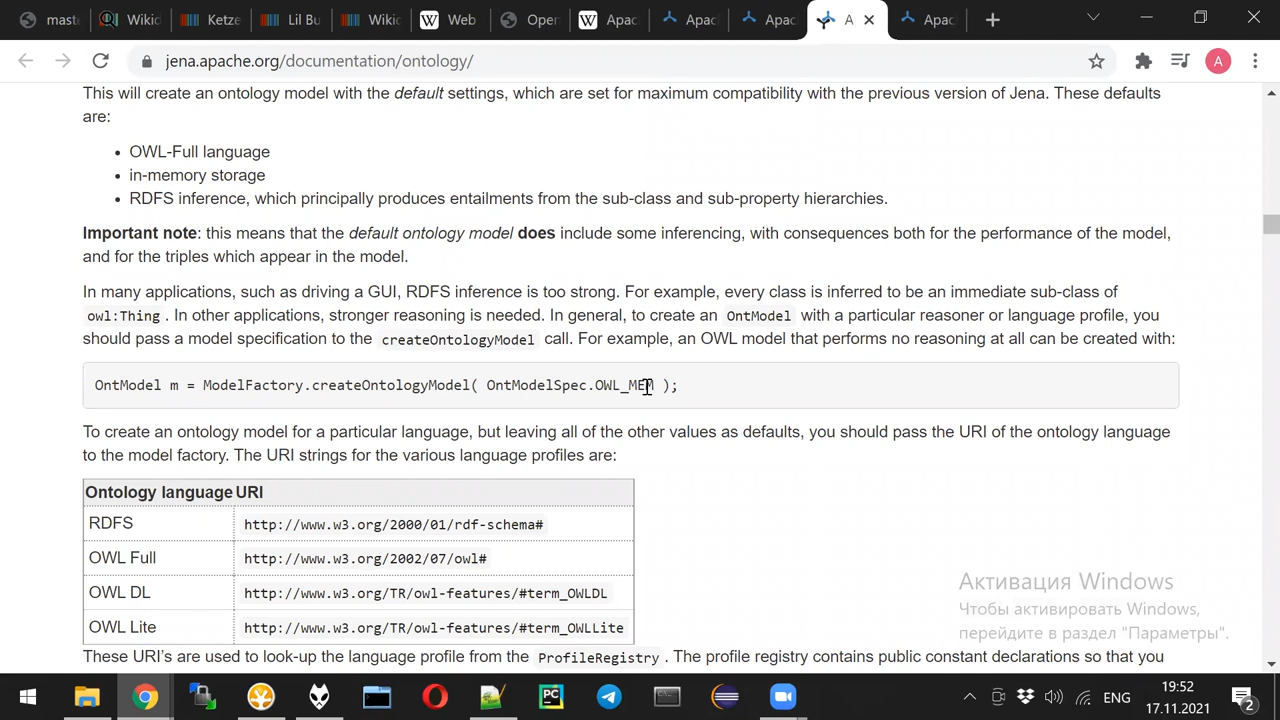 maste
Wikic
Ketze
Lil Bu
Wikic
Web
Open
Apac
Apac
Apac
A
Apac
jena.apache.org/documentation/ontology/
A
This will create an ontology model with the default settings, which are set for maximum compatibility with the previous version of Jena. These defaults
are:
OWL-Full language
in-memory storage
RDFS inference, which principally produces entailments from the sub-class and sub-property hierarchies.
Important note: this means that the default ontology model does include some inferencing, with consequences both for the performance of the model,
and for the triples which appear in the model.
In many applications, such as driving a GUI, RDFS inference is too strong. For example, every class is inferred to be an immediate sub-class of
owl:Thing. In other applications, stronger reasoning is needed. In general, to create an OntModel with a particular reasoner or language profile, you
should pass a model specification to the createOntologyModel call. For example, an OWL model that performs no reasoning at all can be created with:
OntModel m = ModelFactory.createOntologyModel( OntModelSpec.OWL_MEM );
To create an ontology model for a particular language, but leaving all of the other values as defaults, you should pass the URI of the ontology language
to the model factory. The URI strings for the various language profiles are:
Ontology language URI
RDFS http://www.w3.org/2000/01/rdf-schema#
OWL Full http://www.w3.org/2002/07/owl#
OWL DL http://www.w3.org/TR/owl-features/#term_OWLDL
OWL Lite http://www.w3.org/TR/owl-features/#term_OWLLite
These URI's are used to look-up the language profile from the ProfileRegistry. The profile registry contains public constant declarations so that you
Активация Windows
Чтобы активировать Windows,
перейдите в раздел "Параметры".
PC
ENG
19:52
17.11.2021
2